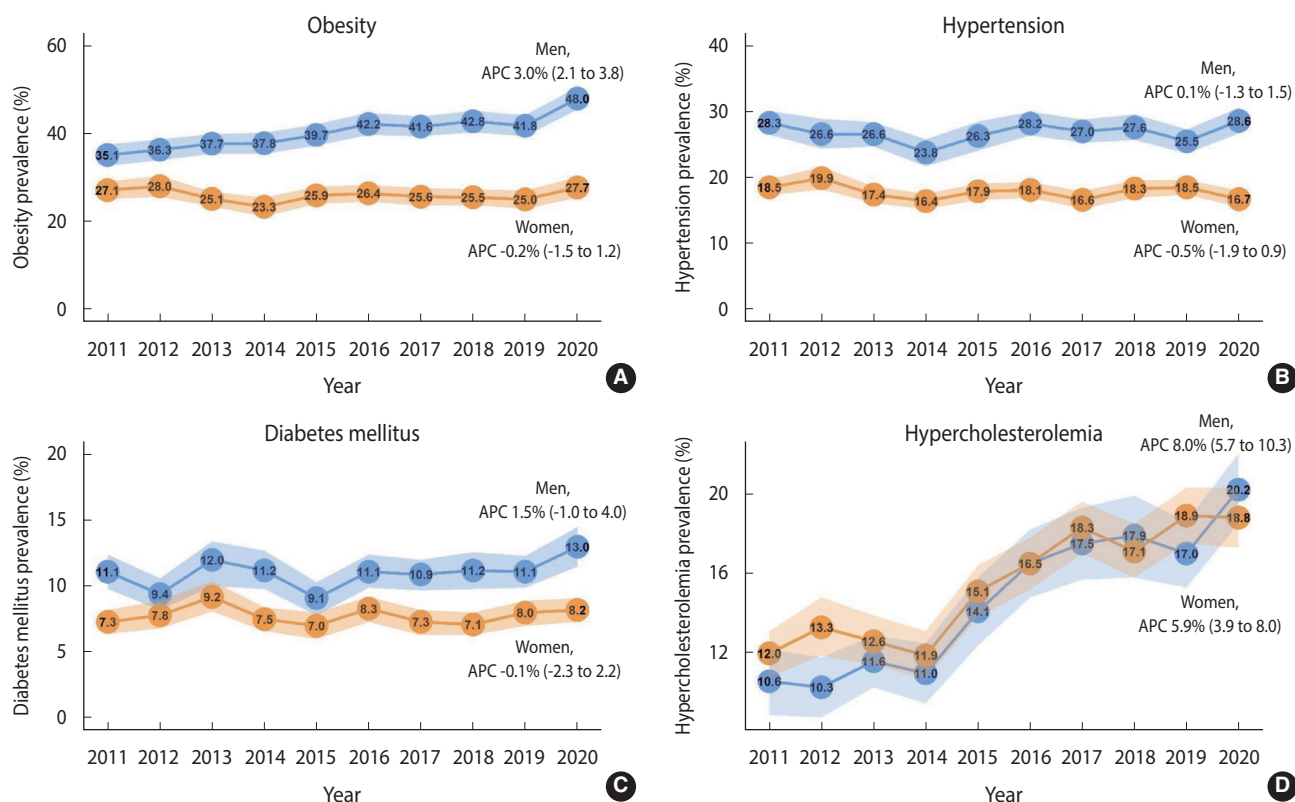 Obesity
Obesity prevalence (%)
60
40
20
0
Men,
APC 3.0% (2.1 to 3.8)
35.1 36.3 37.7 37.8 39.7 42.2 41.6 42.8 41.8 48.0
27.1 28.0 25.1 23.3 25.9 26.4 25.6 25.5 25.0 27.7
Women,
APC -0.2% (-1.5 to 1.2)
2011 2012 2013 2014 2015 2016 2017 2018 2019 2020
Year
A
Hypertension
Hypertension prevalence (%)
40
30
20
10
0
Men,
APC 0.1% (-1.3 to 1.5)
28.3 26.6 26.6 23.8 26.3 28.2 27.0 27.6 25.5 28.6
18.5 19.9 17.4 16.4 17.9 18.1 16.6 18.3 18.5 16.7
Women,
APC -0.5% (-1.9 to 0.9)
2011 2012 2013 2014 2015 2016 2017 2018 2019 2020
Year
B
Diabetes mellitus
Diabetes mellitus prevalence (%)
20
15
10
5
0
Men,
APC 1.5% (-1.0 to 4.0)
11.1 9.4 12.0 11.2 9.1 11.1 10.9 11.2 11.1 13.0
7.3 7.8 9.2 7.5 7.0 8.3 7.3 7.1 8.0 8.2
Women,
APC -0.1% (-2.3 to 2.2)
2011 2012 2013 2014 2015 2016 2017 2018 2019 2020
Year
C
Hypercholesterolemia
Hypercholesterolemia prevalence (%)
20
16
12
Men,
APC 8.0% (5.7 to 10.3)
10.6 10.3 11.6 11.0 14.1 16.5 17.5 17.9 17.0 20.2
12.0 13.3 12.6 11.9 15.1 18.3 17.1 18.9 18.8
Women,
APC 5.9% (3.9 to 8.0)
2011 2012 2013 2014 2015 2016 2017 2018 2019 2020
Year
D